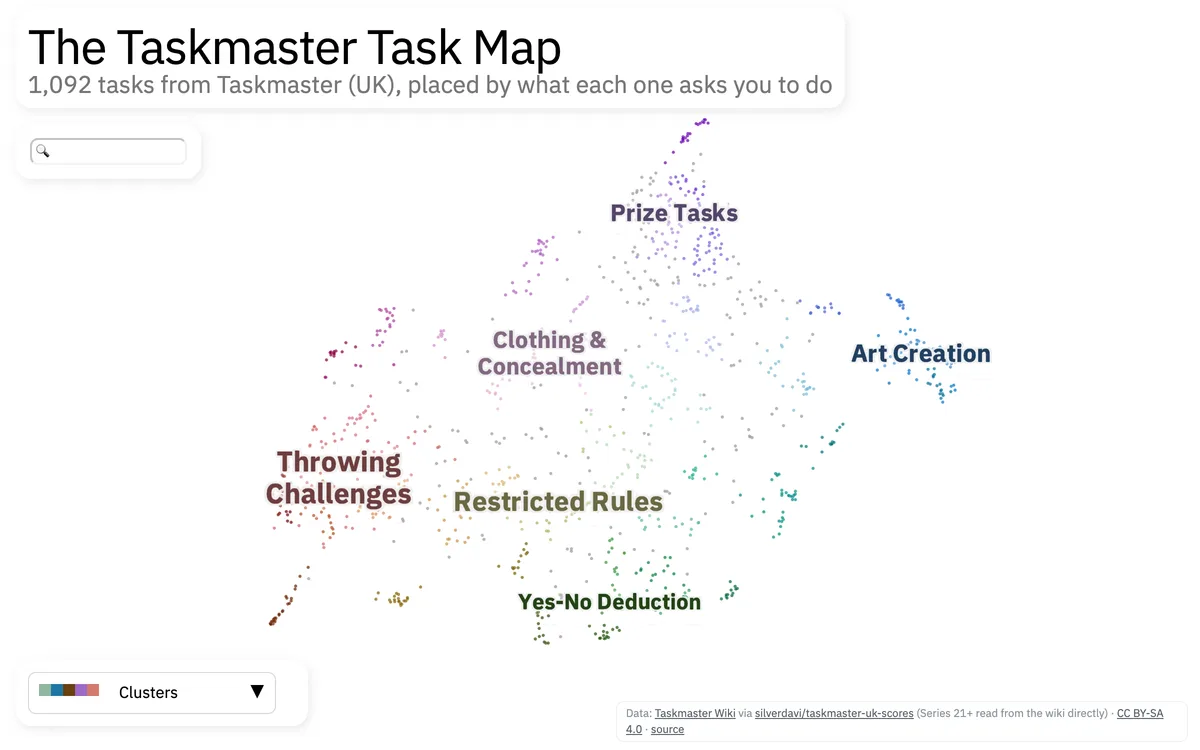 The Taskmaster Task Map
1,092 tasks from Taskmaster (UK), placed by what each one asks you to do
Prize Tasks
Clothing &
Concealment
Art Creation
Throwing
Challenges
Restricted Rules
Yes-No Deduction
Clusters
Data: Taskmaster Wiki via silverdavi/taskmaster-uk-scores (Series 21+ read from the wiki directly) · CC BY-SA
4.0 · source